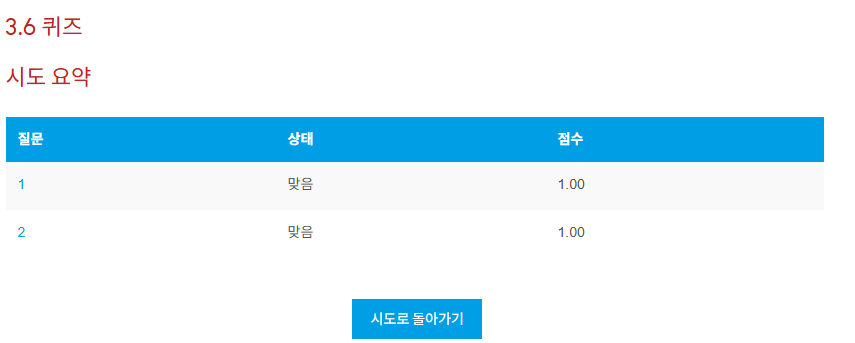 3.6 퀴즈
시도 요약
질문 상태 점수
1 맞음 1.00
2 맞음 1.00
시도로 돌아가기